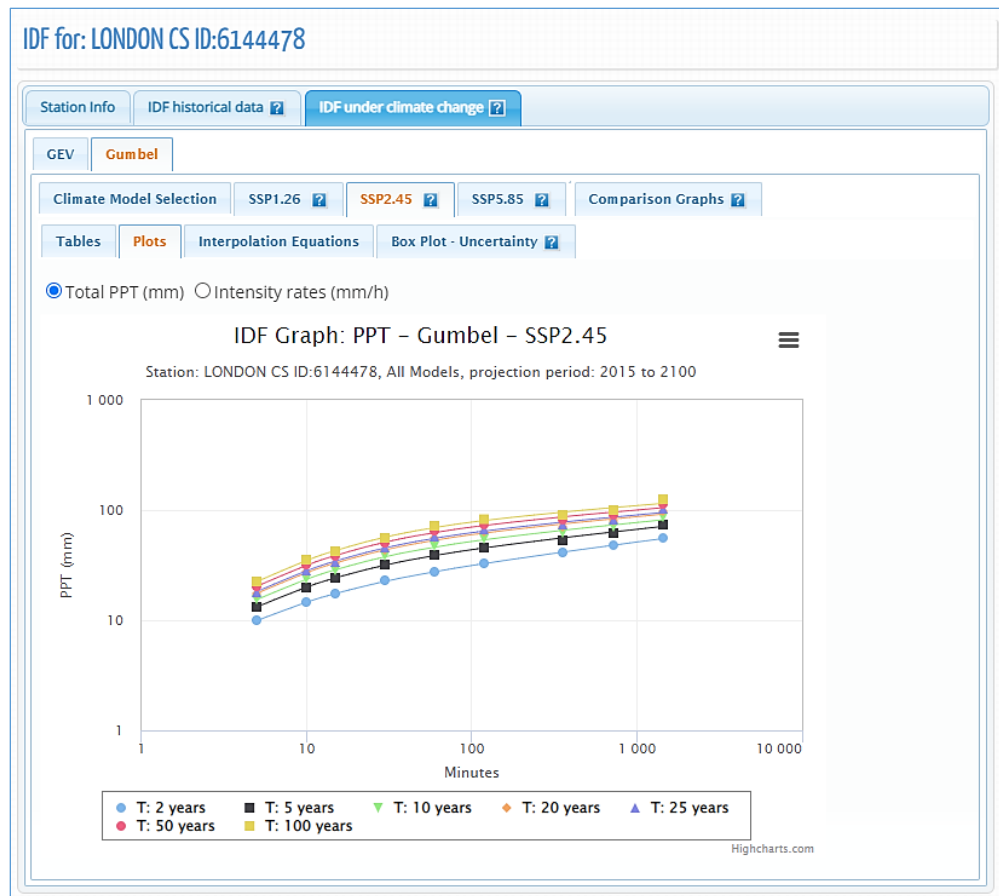 IDF for: LONDON CS ID:6144478
Station Info IDF historical data ? IDF under climate change ?
GEV Gumbel
Climate Model Selection SSP1.26 ? SSP2.45 ? SSP5.85 ? Comparison Graphs ?
Tables Plots Interpolation Equations Box Plot - Uncertainty ?
Total PPT (mm) Intensity rates (mm/h)
IDF Graph: PPT – Gumbel – SSP2.45
Station: LONDON CS ID:6144478, All Models, projection period: 2015 to 2100
1 000
100
10
1
PPT (mm)
1 10 100 1 000 10 000
Minutes
T: 2 years T: 5 years T: 10 years T: 20 years T: 25 years
T: 50 years T: 100 years
Highcharts.com